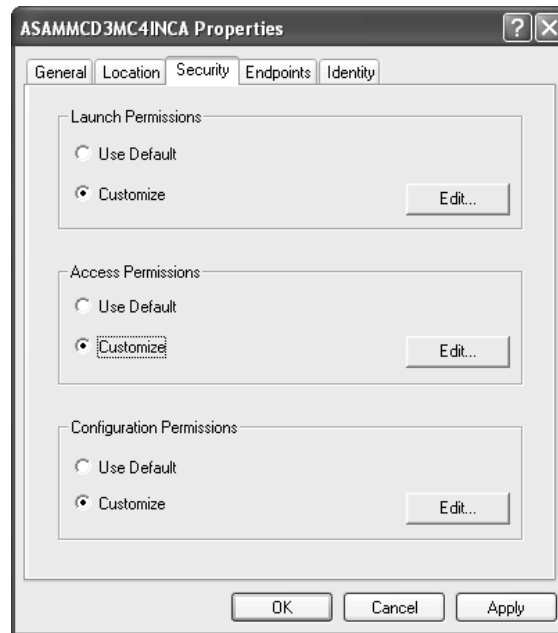 ASAMMCD3MC4INCA Properties
General Location Security Endpoints Identity
Launch Permissions
Use Default
Customize
Edit...
Access Permissions
Use Default
Customize
Edit...
Configuration Permissions
Use Default
Customize
Edit...
OK Cancel Apply